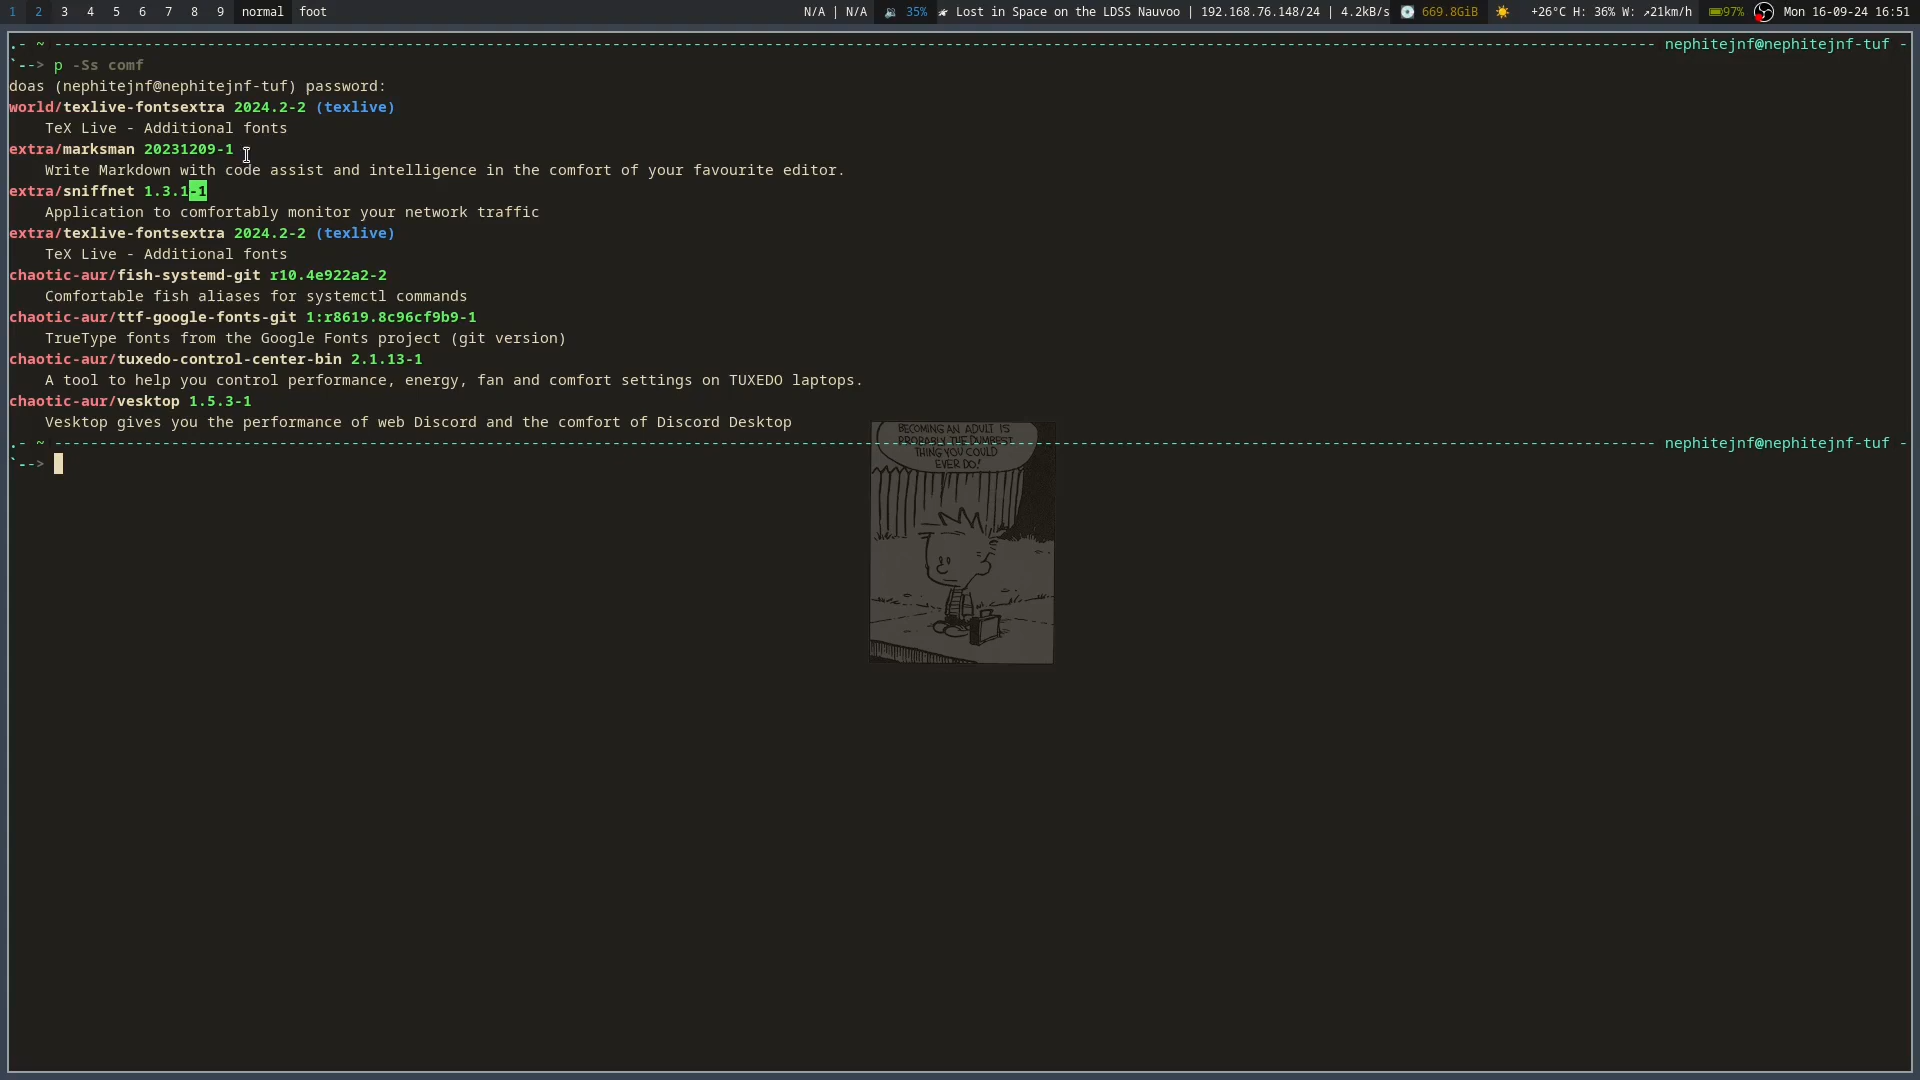 1 2 3 4 5 6 7 8 9 normal foot N/A | N/A 35% Lost in Space on the LDSS Nauvoo | 192.168.76.148/24 | 4.2kB/s 669.8GiB +26°C H: 36% W: ↗21km/h 97% Mon 16-09-24 16:51
.- ~ ---------------------------------------------------------------- nephitejnf@nephitejnf-tuf -
`--> p -Ss comf
doas (nephitejnf@nephitejnf-tuf) password:
world/texlive-fontsextra 2024.2-2 (texlive)
TeX Live - Additional fonts
extra/marksman 20231209-1
Write Markdown with code assist and intelligence in the comfort of your favourite editor.
extra/sniffnet 1.3.1-1
Application to comfortably monitor your network traffic
extra/texlive-fontsextra 2024.2-2 (texlive)
TeX Live - Additional fonts
chaotic-aur/fish-systemd-git r10.4e922a2-2
Comfortable fish aliases for systemctl commands
chaotic-aur/ttf-google-fonts-git 1:r8619.8c96cf9b9-1
TrueType fonts from the Google Fonts project (git version)
chaotic-aur/tuxedo-control-center-bin 2.1.13-1
A tool to help you control performance, energy, fan and comfort settings on TUXEDO laptops.
chaotic-aur/vesktop 1.5.3-1
Vesktop gives you the performance of web Discord and the comfort of Discord Desktop
.- ~ ---------------------------------------------------------------- nephitejnf@nephitejnf-tuf -
`-->
BECOMING AN ADULT IS
PROBABLY THE DUMBEST
THING YOU COULD
EVER DO!